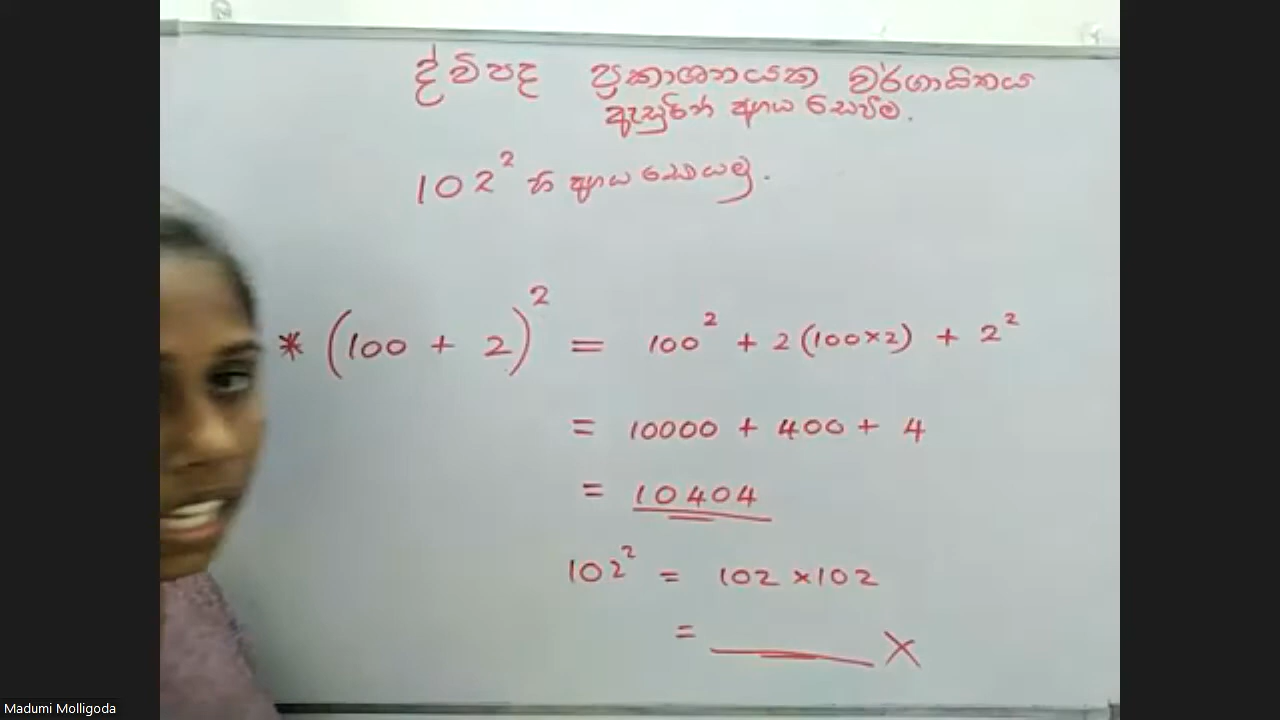 ද්විපද ප්‍රකාශනයක වර්ගායිතය
ඇසුරින් අගය සෙවීම.
102² හි අගය සොයමු.
* (100 + 2)² = 100² + 2(100×2) + 2²
= 10000 + 400 + 4
= 10404
102² = 102 ×102
= ______ X
Madumi Molligoda